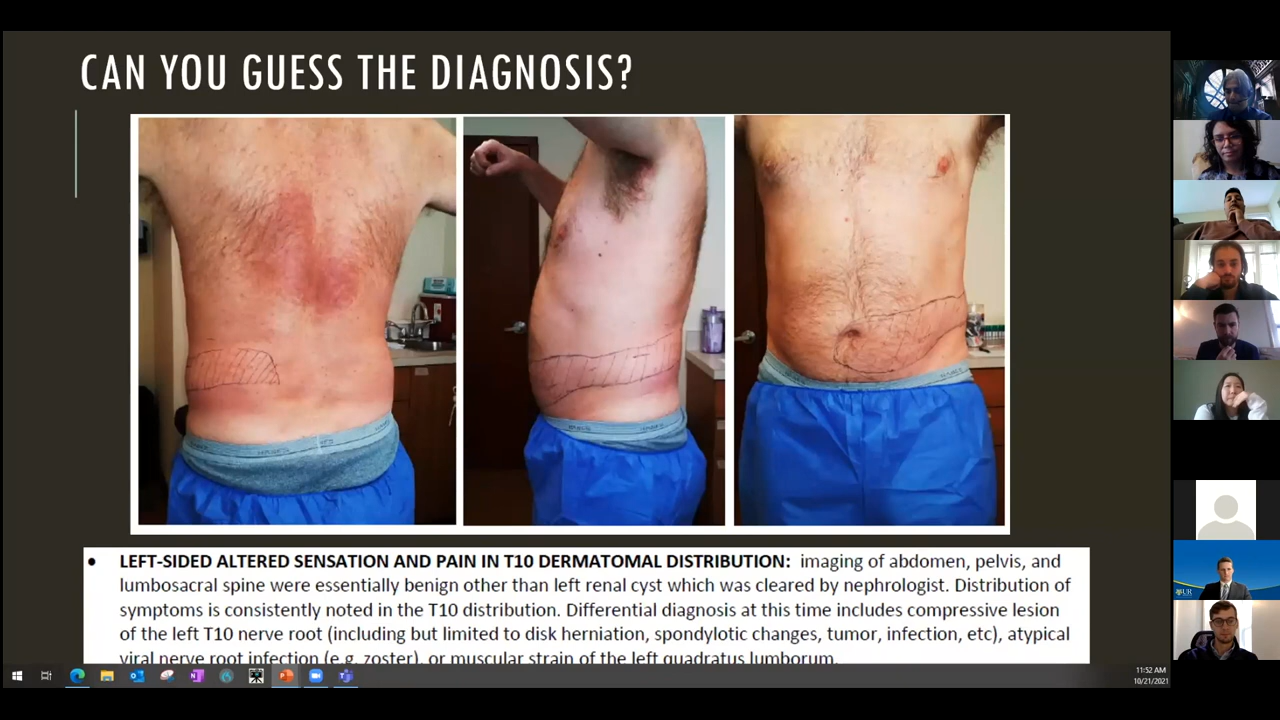 CAN YOU GUESS THE DIAGNOSIS?
• LEFT-SIDED ALTERED SENSATION AND PAIN IN T10 DERMATOMAL DISTRIBUTION: imaging of abdomen, pelvis, and
lumbosacral spine were essentially benign other than left renal cyst which was cleared by nephrologist. Distribution of
symptoms is consistently noted in the T10 distribution. Differential diagnosis at this time includes compressive lesion
of the left T10 nerve root (including but limited to disk herniation, spondylotic changes, tumor, infection, etc), atypical
viral nerve root infection (e.g. zoster), or muscular strain of the left quadratus lumborum.
11:52 AM
10/21/2021
UR